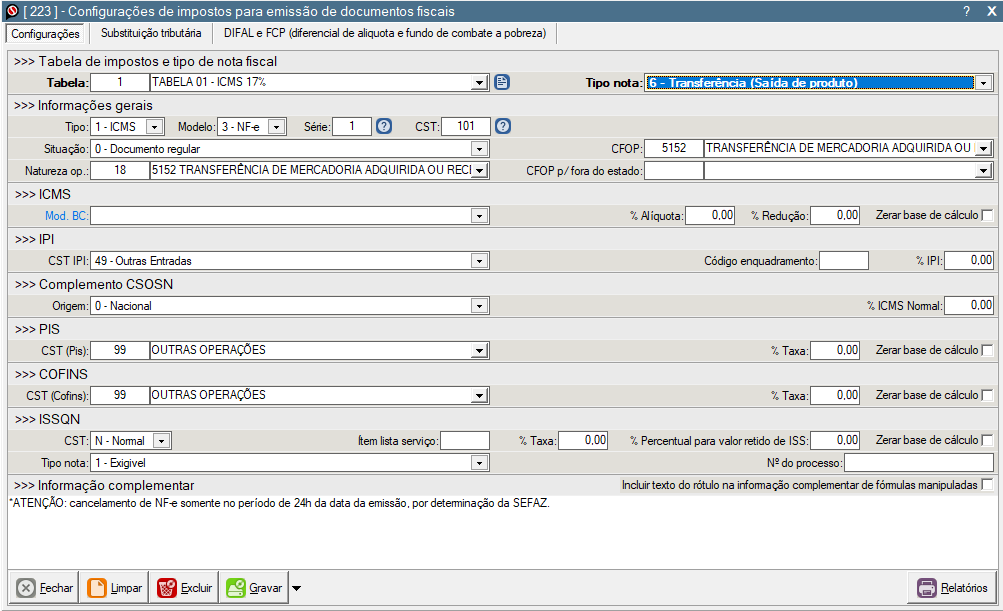 [ 223 ] - Configurações de impostos para emissão de documentos fiscais ? X
Configurações Substituição tributária DIFAL e FCP (diferencial de aliquota e fundo de combate a pobreza)
>>> Tabela de impostos e tipo de nota fiscal
Tabela: 1 TABELA 01 - ICMS 17% Tipo nota: 6 - Transferência (Saída de produto)
>>> Informações gerais
Tipo: 1 - ICMS Modelo: 3 - NF-e Série: 1 ? CST: 101 ?
Situação: 0 - Documento regular CFOP: 5152 TRANSFERÊNCIA DE MERCADORIA ADQUIRIDA OU
Natureza op.: 18 5152 TRANSFERÊNCIA DE MERCADORIA ADQUIRIDA OU RECI CFOP p/ fora do estado:
>>> ICMS
Mod. BC: % Alíquota: 0,00 % Redução: 0,00 Zerar base de cálculo
>>> IPI
CST IPI: 49 - Outras Entradas Código enquadramento: % IPI: 0,00
>>> Complemento CSOSN
Origem: 0 - Nacional % ICMS Normal: 0,00
>>> PIS
CST (Pis): 99 OUTRAS OPERAÇÕES % Taxa: 0,00 Zerar base de cálculo
>>> COFINS
CST (Cofins): 99 OUTRAS OPERAÇÕES % Taxa: 0,00 Zerar base de cálculo
>>> ISSQN
CST: N - Normal Ítem lista serviço: % Taxa: 0,00 % Percentual para valor retido de ISS: 0,00 Zerar base de cálculo
Tipo nota: 1 - Exigivel Nº do processo:
>>> Informação complementar Incluir texto do rótulo na informação complementar de fórmulas manipuladas
*ATENÇÃO: cancelamento de NF-e somente no período de 24h da data da emissão, por determinação da SEFAZ.
Fechar Limpar Excluir Gravar Relatórios